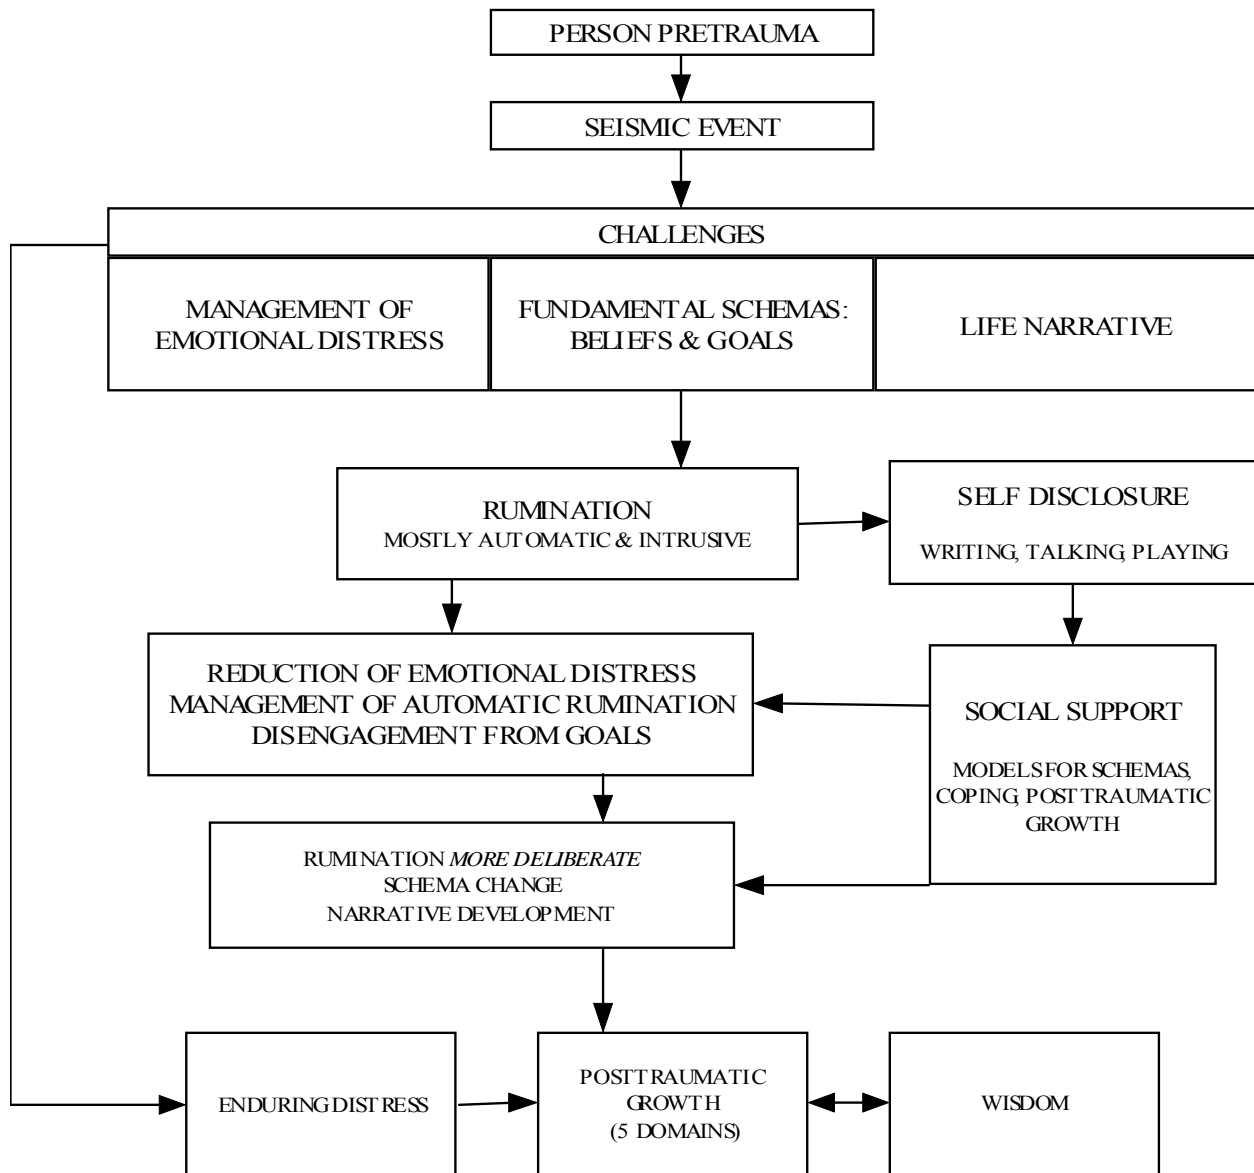 PERSON PRETRAUMA
SEISMIC EVENT
CHALLENGES
MANAGEMENT OF
EMOTIONAL DISTRESS
FUNDAMENTAL SCHEMAS:
BELIEFS & GOALS
LIFE NARRATIVE
RUMINATION
MOSTLY AUTOMATIC & INTRUSIVE
SELF DISCLOSURE
WRITING, TALKING, PLAYING
REDUCTION OF EMOTIONAL DISTRESS
MANAGEMENT OF AUTOMATIC RUMINATION
DISENGAGEMENT FROM GOALS
SOCIAL SUPPORT
MODELS FOR SCHEMAS,
COPING, POSTTRAUMATIC
GROWTH
RUMINATION MORE DELIBERATE
SCHEMA CHANGE
NARRATIVE DEVELOPMENT
ENDURING DISTRESS
POSTTRAUMATIC
GROWTH
(5 DOMAINS)
WISDOM